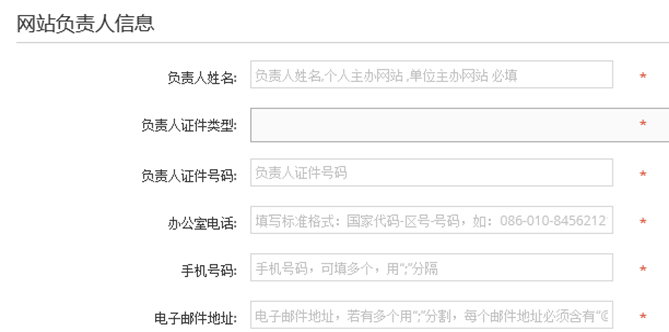 网站负责人信息
负责人姓名: 负责人姓名,个人主办网站 ,单位主办网站 必填 *
负责人证件类型: *
负责人证件号码: 负责人证件号码 *
办公室电话: 填写标准格式：国家代码-区号-号码，如：086-010-8456212 *
手机号码: 手机号码，可填多个，用";"分隔 *
电子邮件地址: 电子邮件地址，若有多个用";"分割，每个邮件地址必须含有"@ *